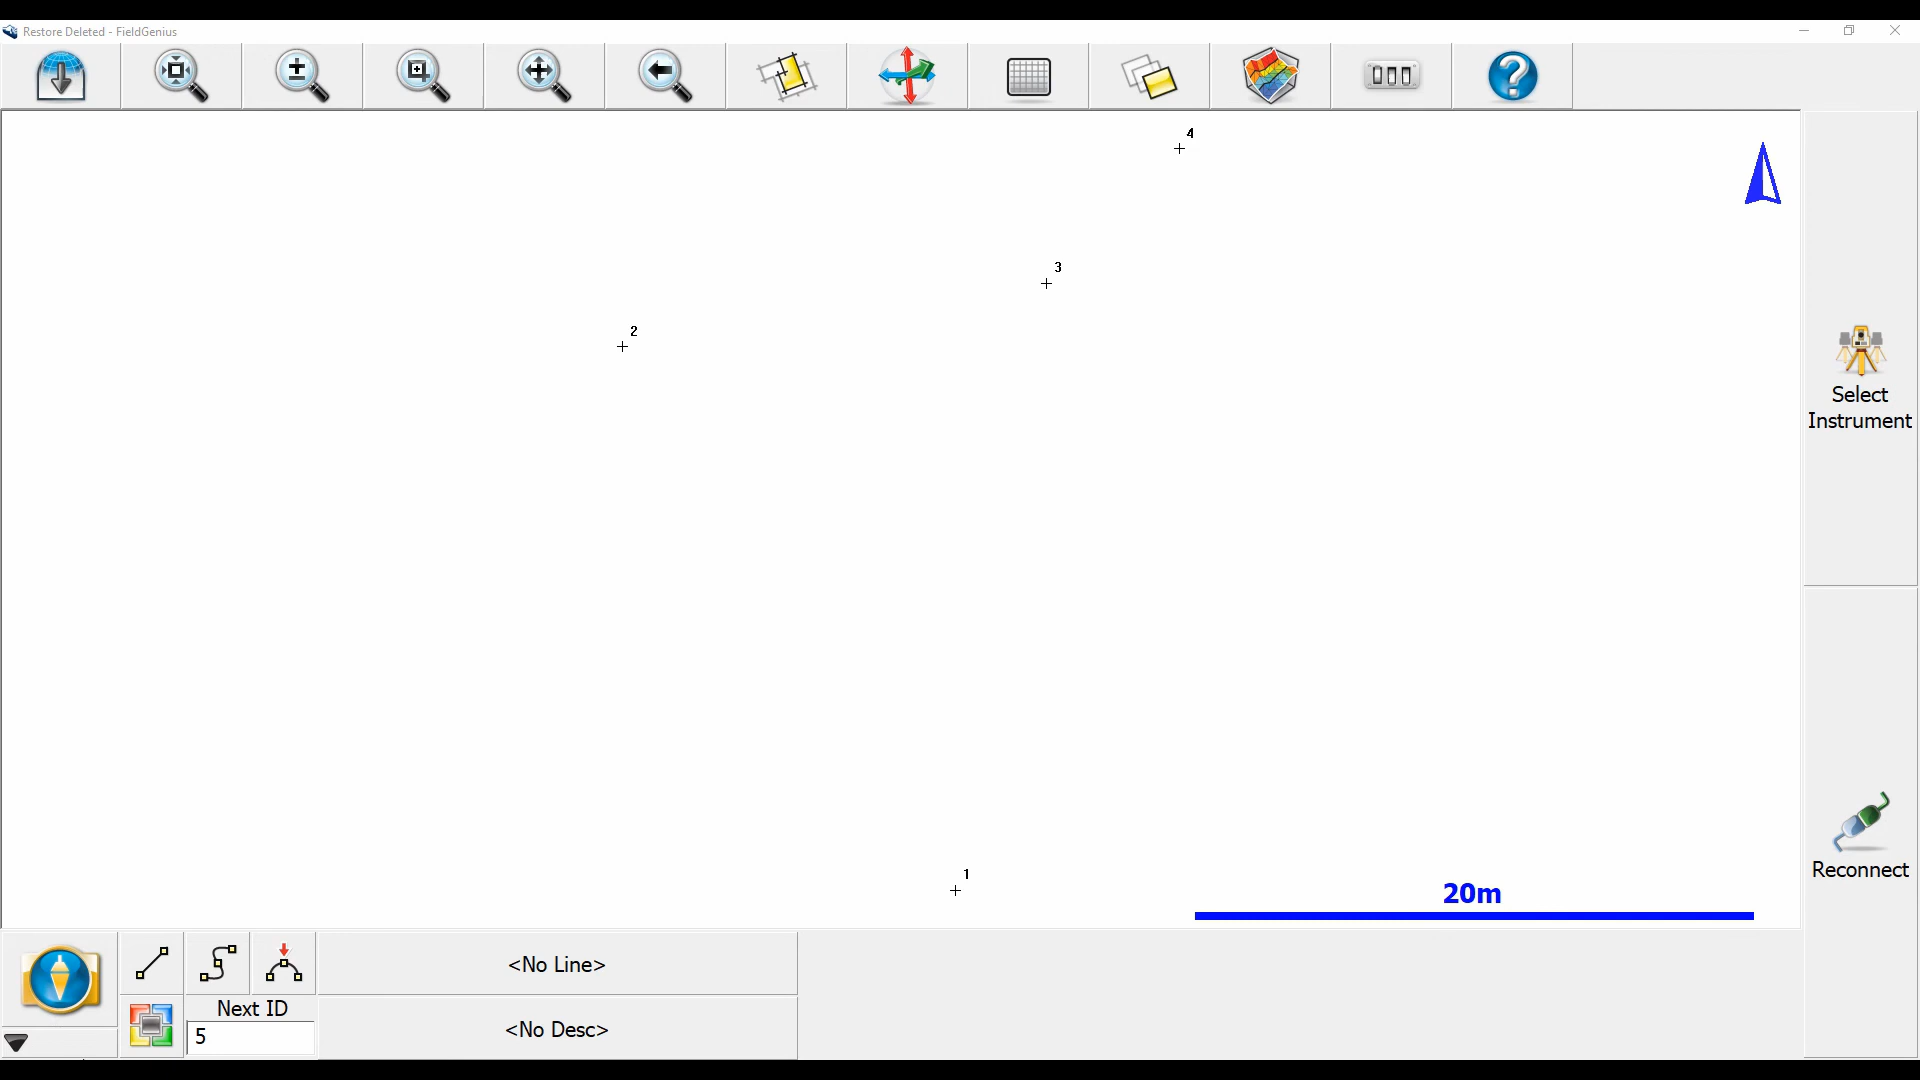 Restore Deleted - FieldGenius
4
3
2
Select
Instrument
1
20m
Reconnect
<No Line>
Next ID
5
<No Desc>